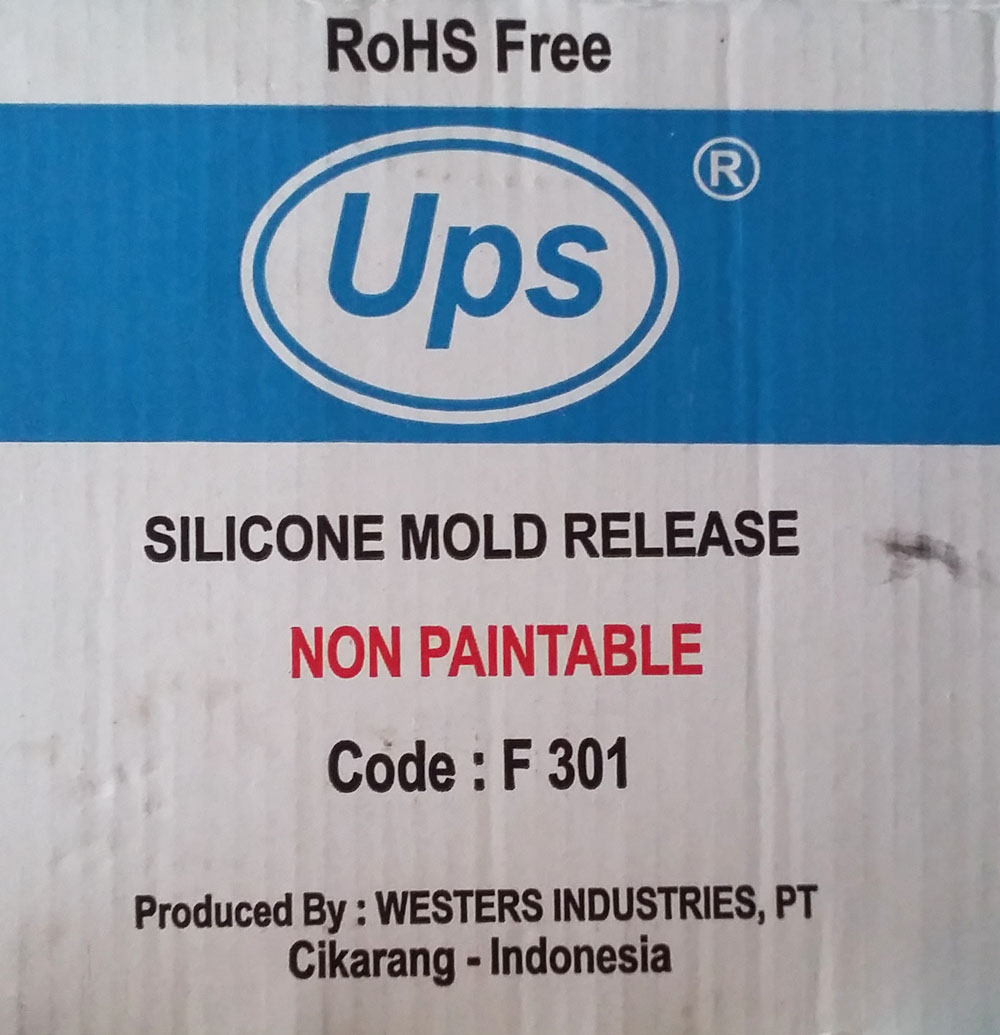 RoHS Free
Ups ®
SILICONE MOLD RELEASE
NON PAINTABLE
Code : F 301
Produced By : WESTERS INDUSTRIES, PT
Cikarang - Indonesia